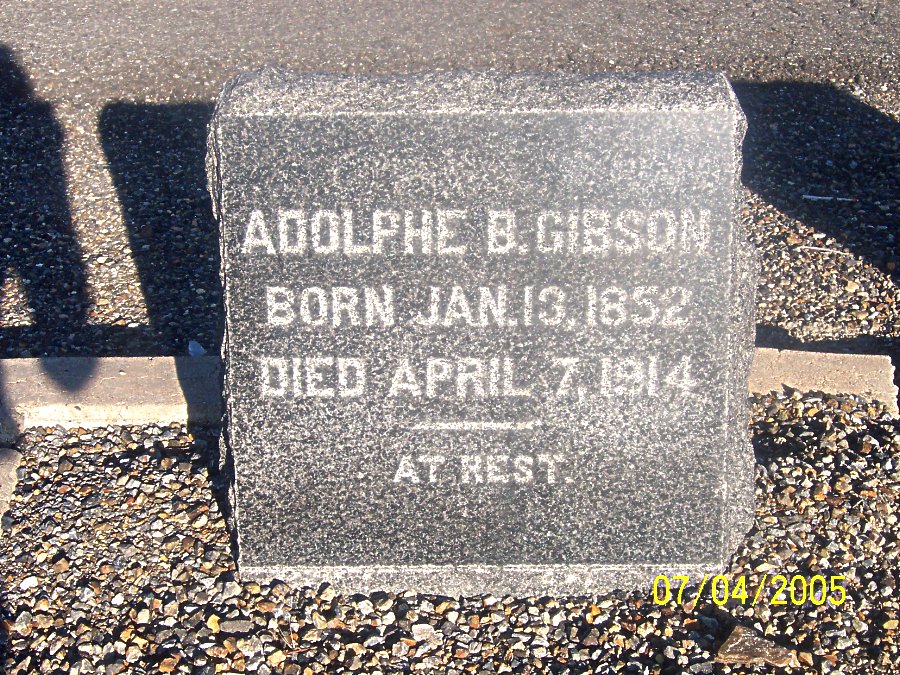 ADOLPHE B. GIBSON
BORN JAN. 13, 1852
DIED APRIL 7, 1914
AT REST.
07/04/2005